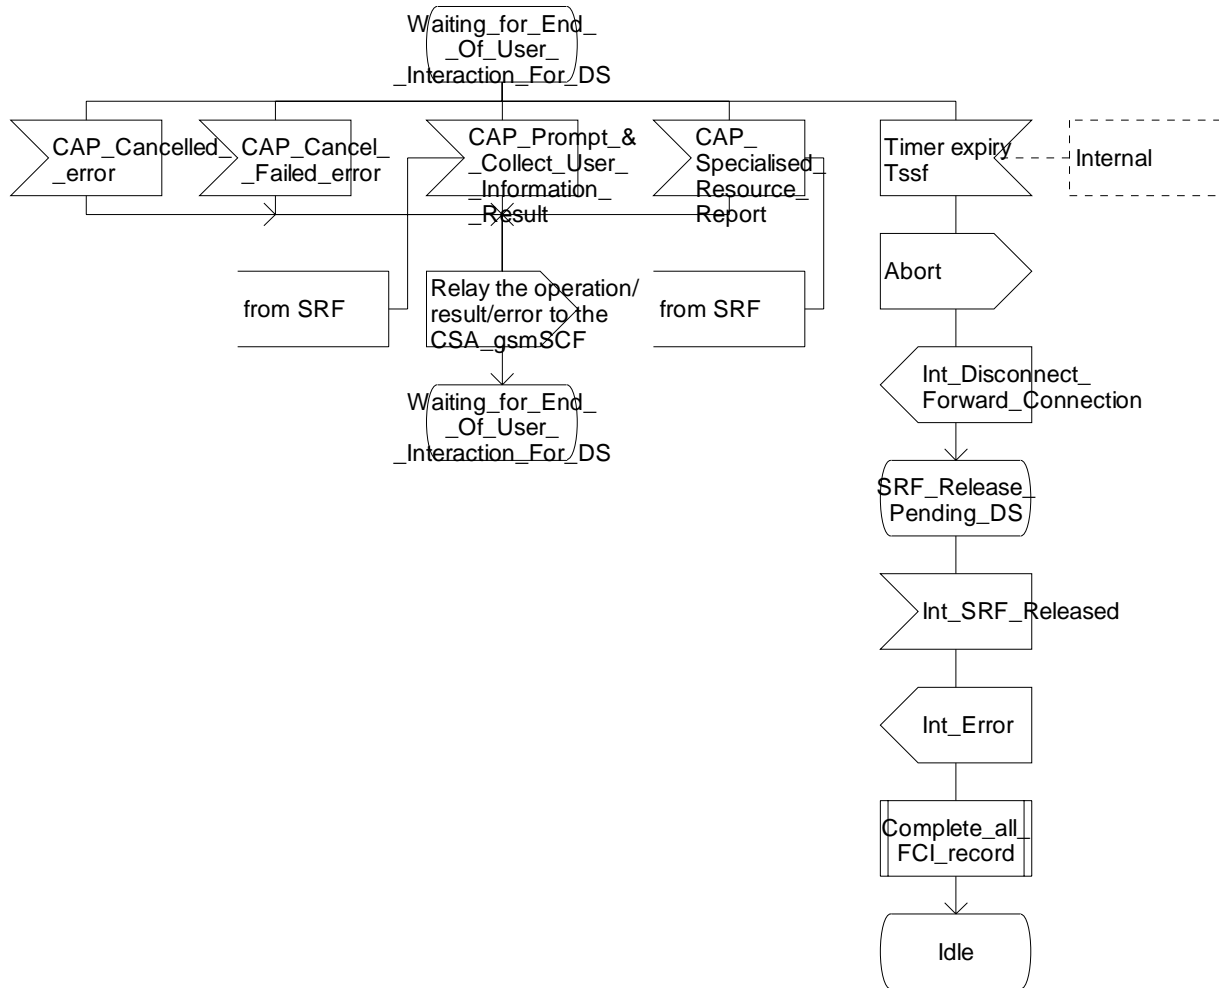 Waiting_for_End_
_Of_User_
_Interaction_For_DS
CAP_Cancelled_
_error
CAP_Cancel_
_Failed_error
CAP_Prompt_&
_Collect_User_
_Information_
_Result
CAP_
Specialised_
Resource_
Report
Timer expiry
Tssf
Internal
Abort
from SRF
Relay the operation/
result/error to the
CSA_gsmSCF
from SRF
Int_Disconnect_
Forward_Connection
Waiting_for_End_
_Of_User_
_Interaction_For_DS
SRF_Release_
Pending_DS
Int_SRF_Released
Int_Error
Complete_all_
FCI_record
Idle